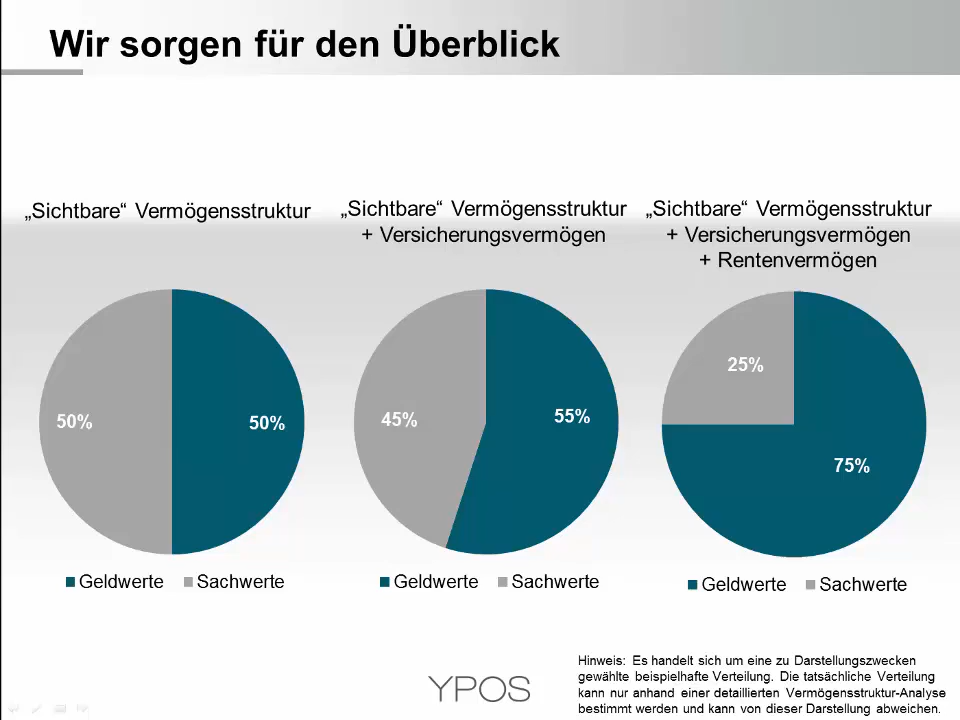 Wir sorgen für den Überblick
„Sichtbare“ Vermögensstruktur
„Sichtbare“ Vermögensstruktur
+ Versicherungsvermögen
„Sichtbare“ Vermögensstruktur
+ Versicherungsvermögen
+ Rentenvermögen
50%
50%
45%
55%
25%
75%
Geldwerte Sachwerte
Geldwerte Sachwerte
Geldwerte Sachwerte
YPOS
Hinweis: Es handelt sich um eine zu Darstellungszwecken
gewählte beispielhafte Verteilung. Die tatsächliche Verteilung
kann nur anhand einer detaillierten Vermögensstruktur-Analyse
bestimmt werden und kann von dieser Darstellung abweichen.